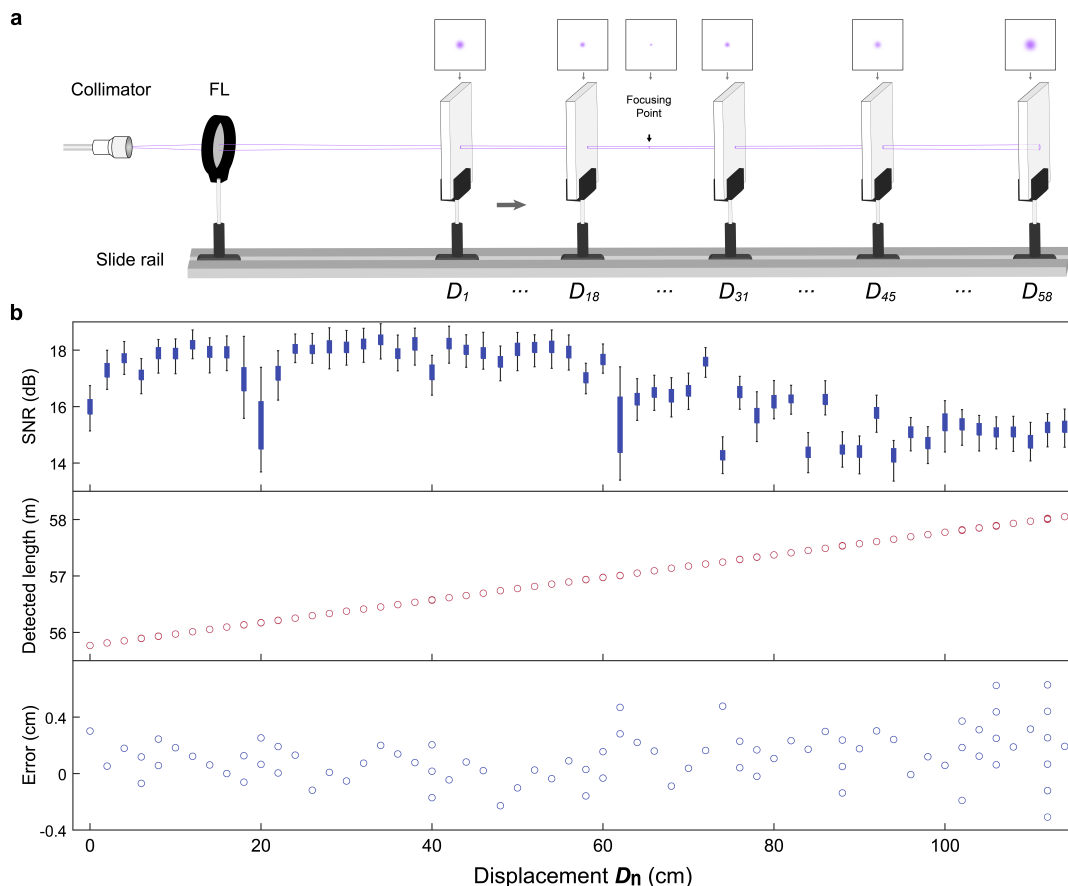 a
Collimator
FL
Focusing
Point
Slide rail
D1 ... D18 ... D31 ... D45 ... D58
b
SNR (dB)
18
16
14
Detected length (m)
58
57
56
Error (cm)
0.4
0
-0.4
0 20 40 60 80 100
Displacement Dn (cm)